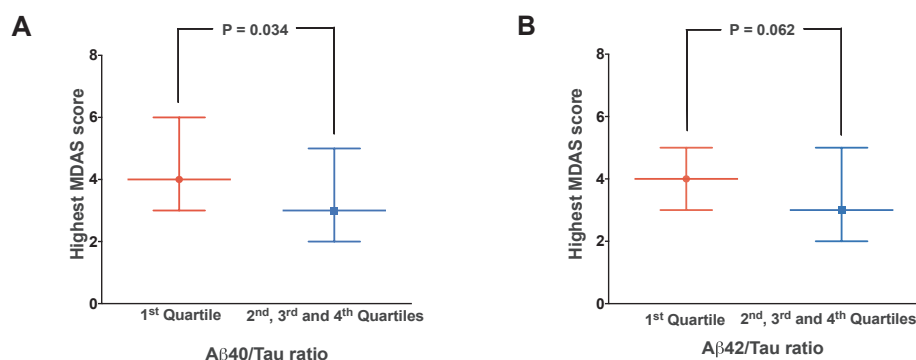 A
P = 0.034
Highest MDAS score
8
6
4
2
0
1st Quartile
2nd, 3rd and 4th Quartiles
Aβ40/Tau ratio
B
P = 0.062
Highest MDAS score
8
6
4
2
0
1st Quartile
2nd, 3rd and 4th Quartiles
Aβ42/Tau ratio